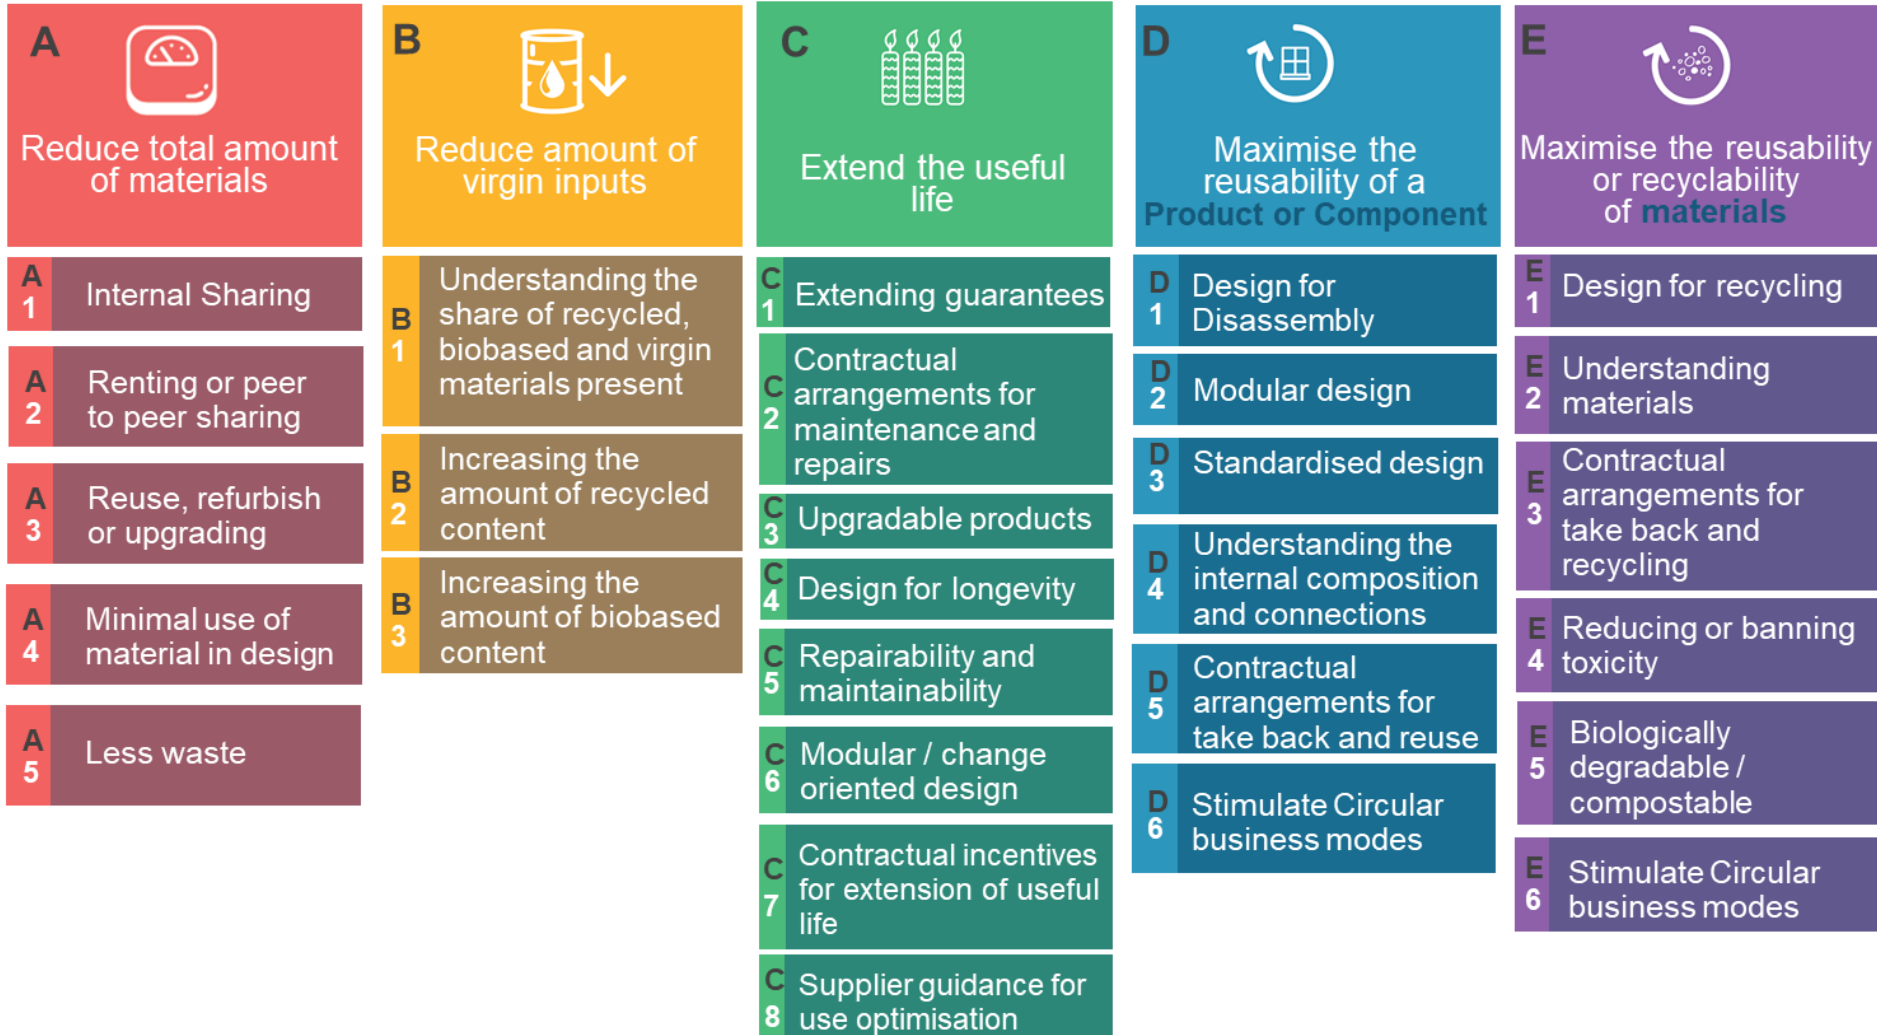 A
Reduce total amount
of materials
A
1
Internal Sharing
A
2
Renting or peer
to peer sharing
A
3
Reuse, refurbish
or upgrading
A
4
Minimal use of
material in design
A
5
Less waste
B
Reduce amount of
virgin inputs
B
1
Understanding the
share of recycled,
biobased and virgin
materials present
B
2
Increasing the
amount of recycled
content
B
3
Increasing the
amount of biobased
content
C
Extend the useful
life
C
1
Extending guarantees
C
2
Contractual
arrangements for
maintenance and
repairs
C
3
Upgradable products
C
4
Design for longevity
C
5
Repairability and
maintainability
C
6
Modular / change
oriented design
C
7
Contractual incentives
for extension of useful
life
C
8
Supplier guidance for
use optimisation
D
Maximise the
reusability of a
Product or Component
D
1
Design for
Disassembly
D
2
Modular design
D
3
Standardised design
D
4
Understanding the
internal composition
and connections
D
5
Contractual
arrangements for
take back and reuse
D
6
Stimulate Circular
business modes
E
Maximise the reusability
or recyclability
of materials
E
1
Design for recycling
E
2
Understanding
materials
E
3
Contractual
arrangements for
take back and
recycling
E
4
Reducing or banning
toxicity
E
5
Biologically
degradable /
compostable
E
6
Stimulate Circular
business modes